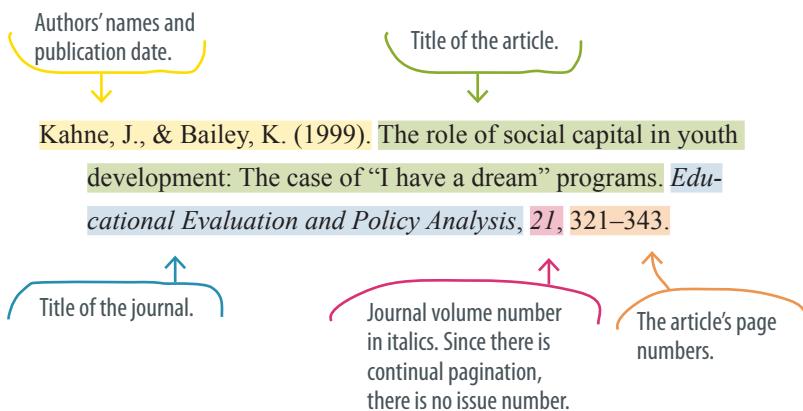 Authors’ names and
publication date.
Title of the article.
Kahne, J., & Bailey, K. (1999). The role of social capital in youth
development: The case of “I have a dream” programs. Edu-
cational Evaluation and Policy Analysis, 21, 321–343.
Title of the journal.
Journal volume number
in italics. Since there is
continual pagination,
there is no issue number.
The article’s page
numbers.